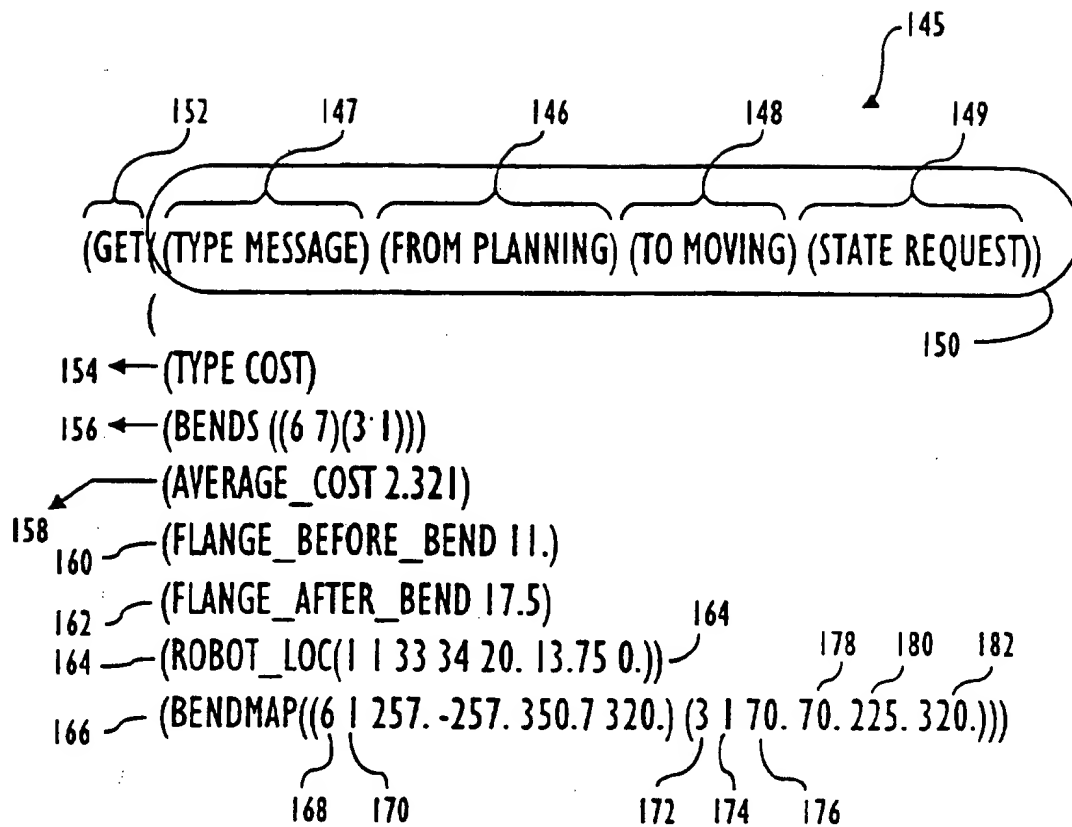 145
152 147 146 148 149
(GET ((TYPE MESSAGE) (FROM PLANNING) (TO MOVING) (STATE REQUEST))
(
150
154 (TYPE COST)
156 (BENDS ((6 7)(3 1)))
(AVERAGE_COST 2.321)
158
160 (FLANGE_BEFORE_BEND 11.)
162 (FLANGE_AFTER_BEND 17.5)
164 (ROBOT_LOC(1 1 33 34 20. 13.75 0.)) 164
178 180 182
166 (BENDMAP((6 1 257. -257. 350.7 320.) (3 1 70. 70. 225. 320.)))
168 170 172 174 176